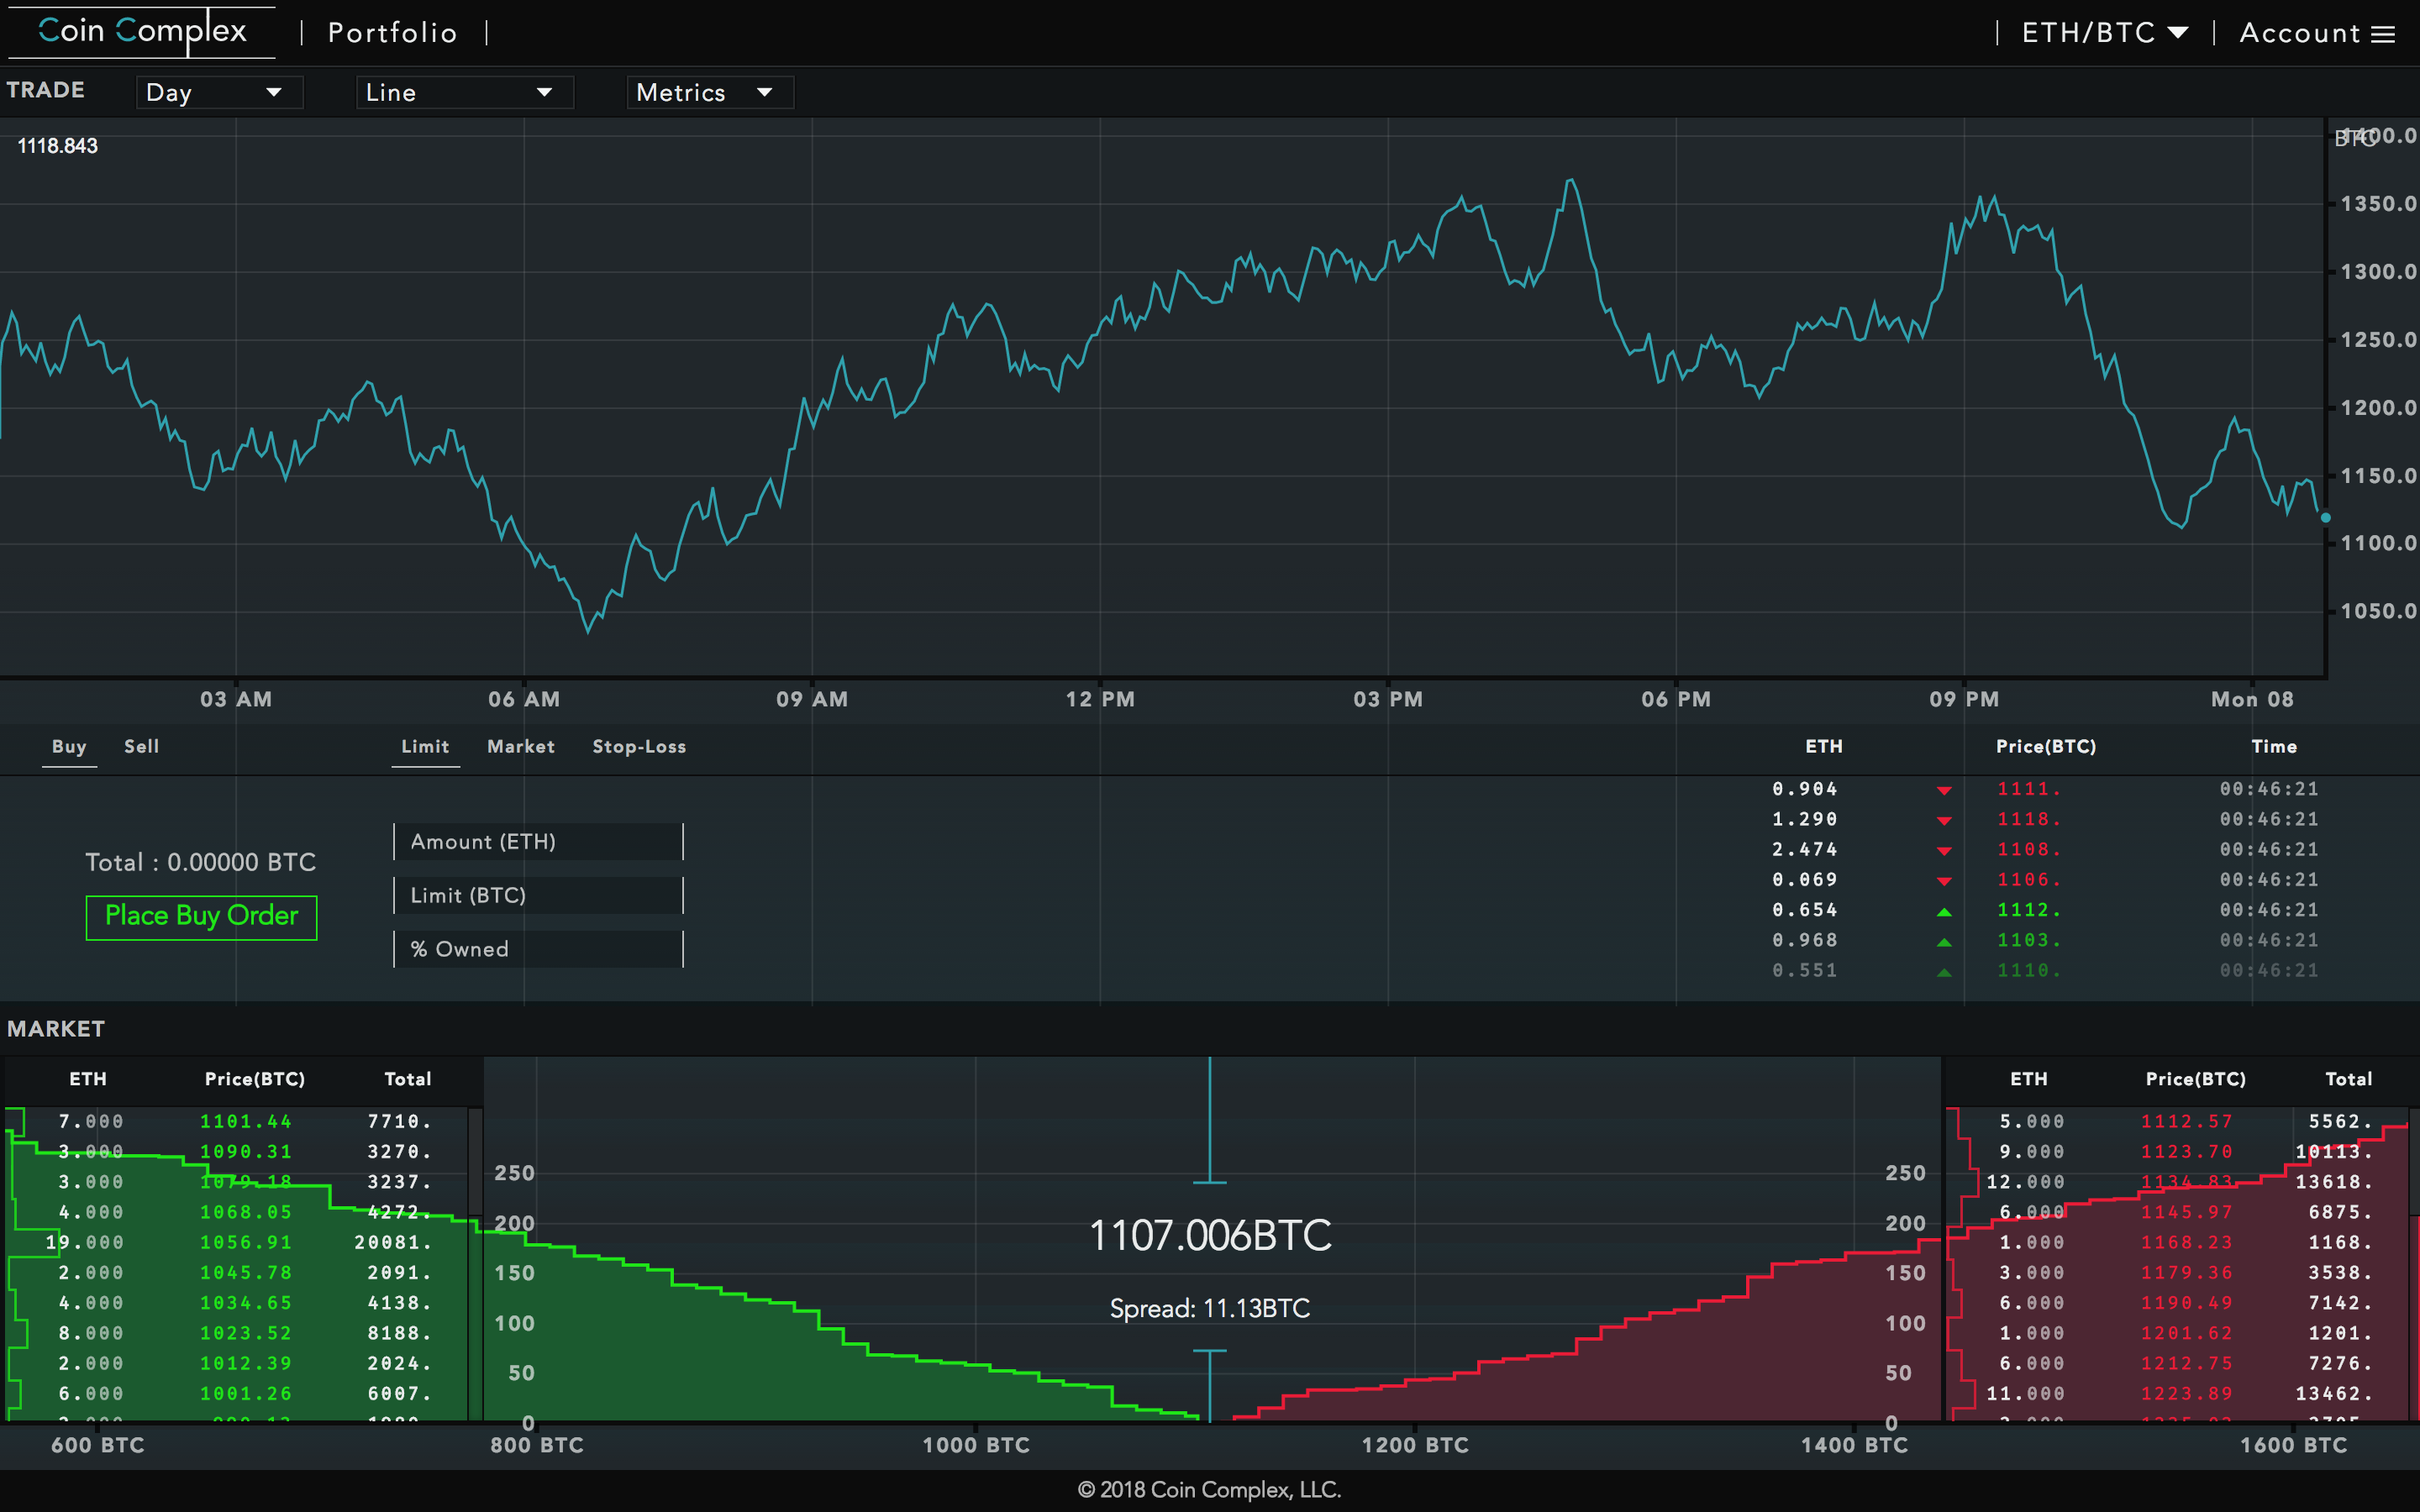 Coin Complex | Portfolio | | ETH/BTC | Account
TRADE Day Line Metrics
1118.843
BTC
1400.0
1350.0
1300.0
1250.0
1200.0
1150.0
1100.0
1050.0
03 AM 06 AM 09 AM 12 PM 03 PM 06 PM 09 PM Mon 08
Buy Sell Limit Market Stop-Loss
ETH Price(BTC) Time
0.904 1111. 00:46:21
1.290 1118. 00:46:21
2.474 1108. 00:46:21
0.069 1106. 00:46:21
0.654 1112. 00:46:21
0.968 1103. 00:46:21
0.551 1110. 00:46:21
Total : 0.00000 BTC
Place Buy Order
Amount (ETH)
Limit (BTC)
% Owned
MARKET
ETH Price(BTC) Total
7.000 1101.44 7710.
3.000 1090.31 3270.
3.000 1079.18 3237.
4.000 1068.05 4272.
19.000 1056.91 20081.
2.000 1045.78 2091.
4.000 1034.65 4138.
8.000 1023.52 8188.
2.000 1012.39 2024.
6.000 1001.26 6007.
250
200
150
100
50
0
1107.006BTC
Spread: 11.13BTC
250
200
150
100
50
0
ETH Price(BTC) Total
5.000 1112.57 5562.
9.000 1123.70 10113.
12.000 1134.83 13618.
6.000 1145.97 6875.
1.000 1168.23 1168.
3.000 1179.36 3538.
6.000 1190.49 7142.
1.000 1201.62 1201.
6.000 1212.75 7276.
11.000 1223.89 13462.
600 BTC 800 BTC 1000 BTC 1200 BTC 1400 BTC 1600 BTC
© 2018 Coin Complex, LLC.